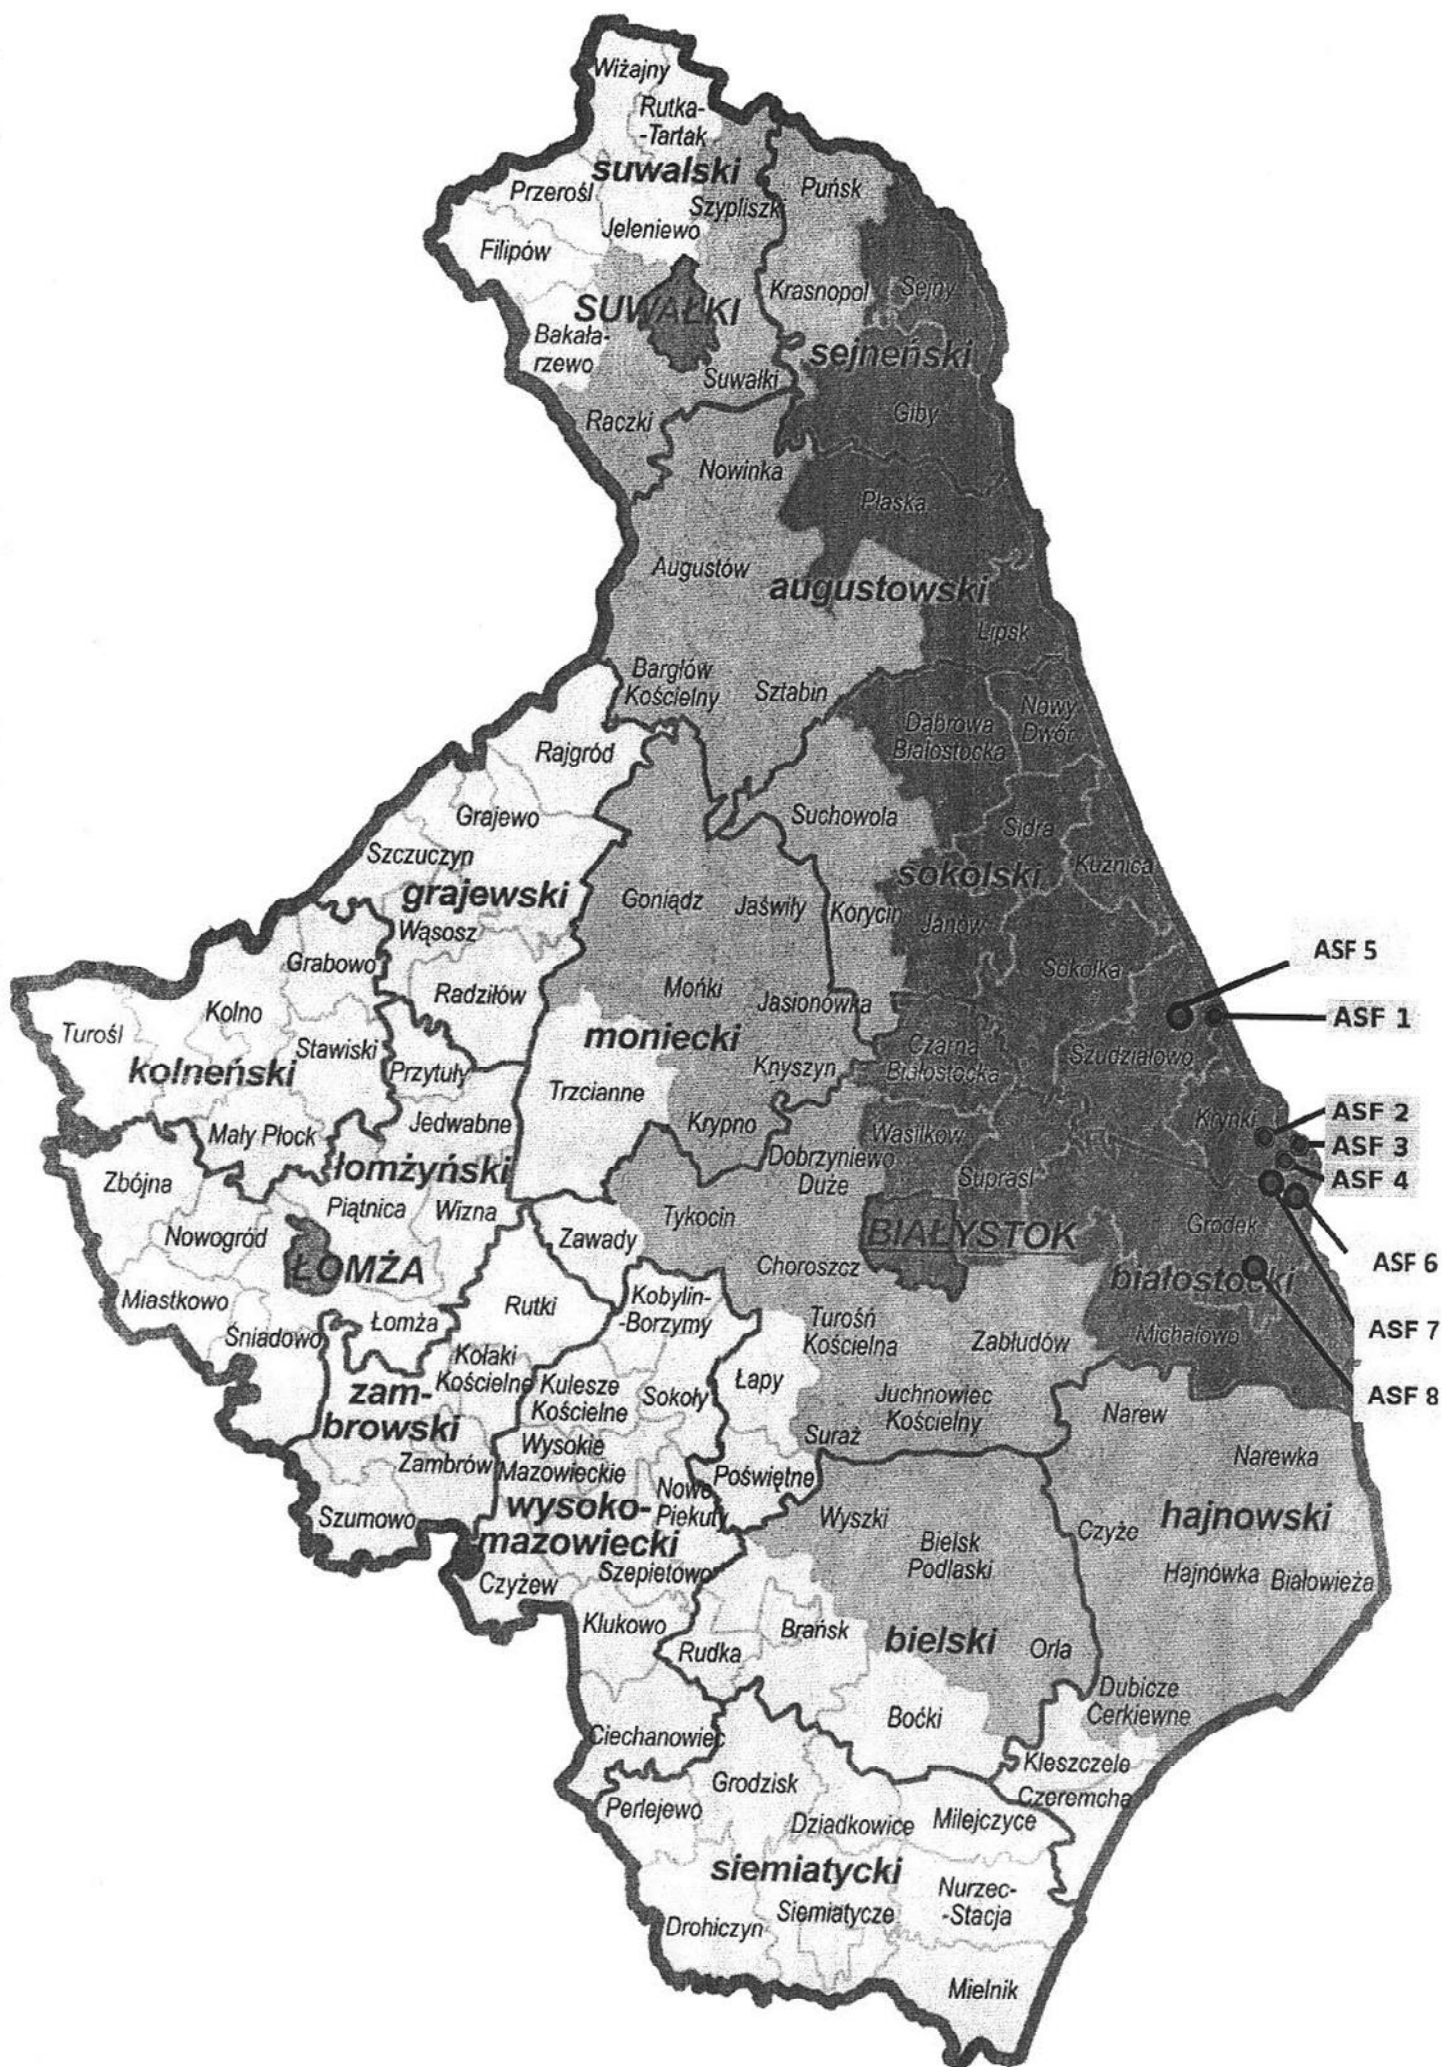 Wiżajny
Rutka-
-Tartak
suwalski
Puńsk
Przerośl
Szypliszki
Jeleniewo
Filipów
Krasnopol
Sejny
SUWAŁKI
Bakała-
rzewo
sejneński
Suwałki
Raczki
Giby
Nowinka
Płaska
Augustów
augustowski
Lipsk
Bargłów
Kościelny
Sztabin
Nowy
Dwór
Dąbrowa
Białostocka
Rajgród
Grajewo
Suchowola
Sidra
Szczuczyn
Kuźnica
grajewski
sokólski
Goniądz
Jaświły
Korycin
Janów
Wąsosz
ASF 5
Grabowo
Sokółka
Radziłów
Mońki
Jasionówka
Kolno
ASF 1
Turośl
moniecki
Stawiski
Czarna
Białostocka
Szudziałowo
kolneński
Przytuły
Knyszyn
Trzcianne
Jedwabne
Krypno
Krynki
ASF 2
Mały Płock
Wasilków
ASF 3
łomżyński
Dobrzyniewo
Duże
Supraśl
ASF 4
Zbójna
Piątnica
Wizna
Tykocin
Nowogród
Zawady
BIAŁYSTOK
Gródek
ASF 6
ŁOMŻA
Choroszcz
białostocki
Miastkowo
Rutki
Kobylin-
-Borzymy
Łomża
Śniadowo
Turośń
Kościelna
Zabłudów
Michałowo
ASF 7
Kołaki
Kościelne
Kulesze
Kościelne
Sokoły
Łapy
Juchnowiec
Kościelny
ASF 8
zam-
browski
Narew
Suraż
Wysokie
Mazowieckie
Zambrów
Narewka
Poświętne
Nowe
Piekuty
wysoko-
-mazowiecki
Szumowo
Wyszki
hajnowski
Czyże
Bielsk
Podlaski
Szepietowo
Hajnówka
Białowieża
Czyżew
Klukowo
Brańsk
bielski
Rudka
Orla
Dubicze
Cerkiewne
Boćki
Ciechanowiec
Kleszczele
Grodzisk
Czeremcha
Perlejewo
Dziadkowice
Milejczyce
siemiatycki
Nurzec-
-Stacja
Siemiatycze
Drohiczyn
Mielnik